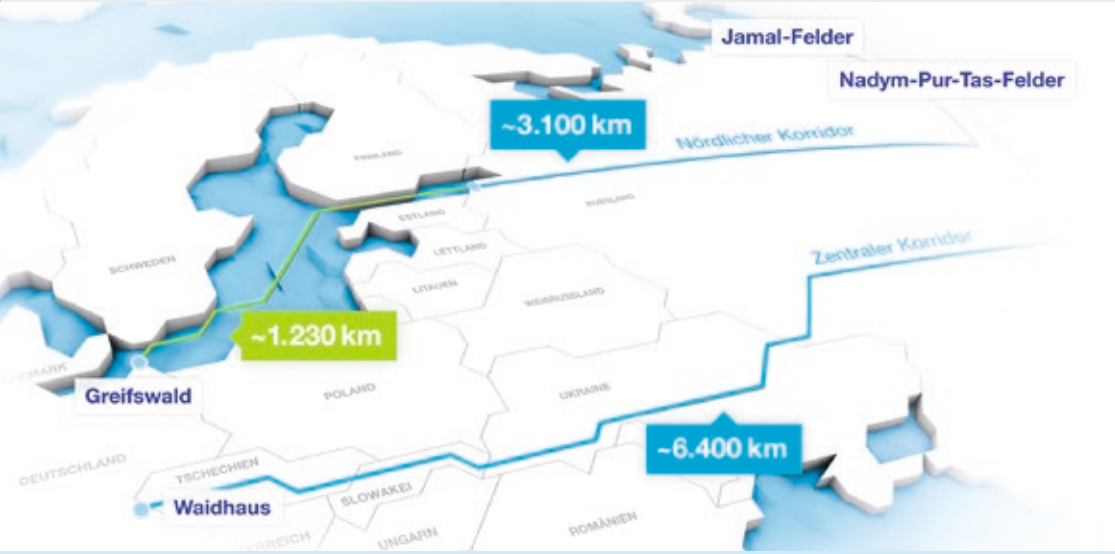 Jamal-Felder
Nadym-Pur-Tas-Felder
~3.100 km
Nördlicher Korridor
FINNLAND
RUSSLAND
ESTLAND
LETTLAND
Zentraler Korridor
SCHWEDEN
LITAUEN
WEIßRUSSLAND
~1.230 km
Greifswald
POLAND
UKRAINE
~6.400 km
DEUTSCHLAND
TSCHECHIEN
SLOWAKEI
Waidhaus
UNGARN
ROMÄNIEN